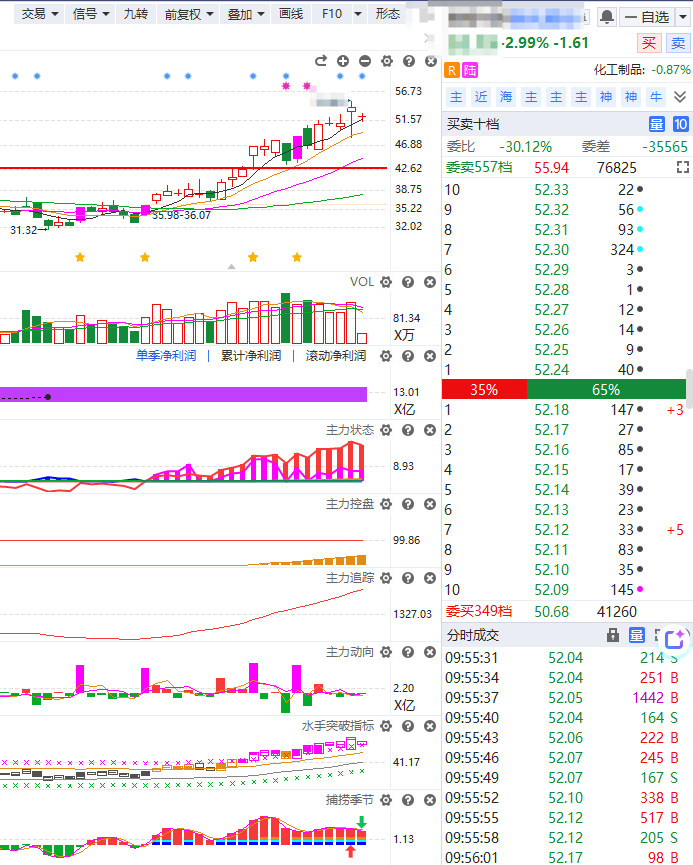 交易 信号 九转 前复权 叠加 画线 F10 形态
自选
-2.99% -1.61 买 卖
R 陆 化工制品: -0.87%
主 近 海 主 主 主 神 神 牛
买卖十档 量 10
委比 -30.12% 委差 -35565
委卖557档 55.94 76825
10 52.33 22
9 52.32 56
8 52.31 93
7 52.30 324
6 52.29 3
5 52.28 1
4 52.27 12
3 52.26 14
2 52.25 9
1 52.24 40
35% 65%
1 52.18 147 +3
2 52.17 27
3 52.16 85
4 52.15 17
5 52.14 39
6 52.13 23
7 52.12 33 +5
8 52.11 83
9 52.10 35
10 52.09 145
委买349档 50.68 41260
分时成交 量
09:55:31 52.04 214 S
09:55:34 52.04 251 B
09:55:37 52.05 1442 B
09:55:40 52.04 164 S
09:55:43 52.06 222 B
09:55:46 52.07 245 B
09:55:49 52.07 167 S
09:55:52 52.10 338 B
09:55:55 52.12 517 B
09:55:58 52.12 205 S
09:56:01 52.17 98 B
56.73
51.57
46.88
42.62
38.75
35.22
32.02
35.98-36.07
31.32
VOL
81.34
X万
单季净利润 | 累计净利润 | 滚动净利润
13.01
X亿
主力状态
8.93
主力控盘
99.86
主力追踪
1327.03
主力动向
2.20
X亿
水手突破指标
41.17
捕捞季节
1.13